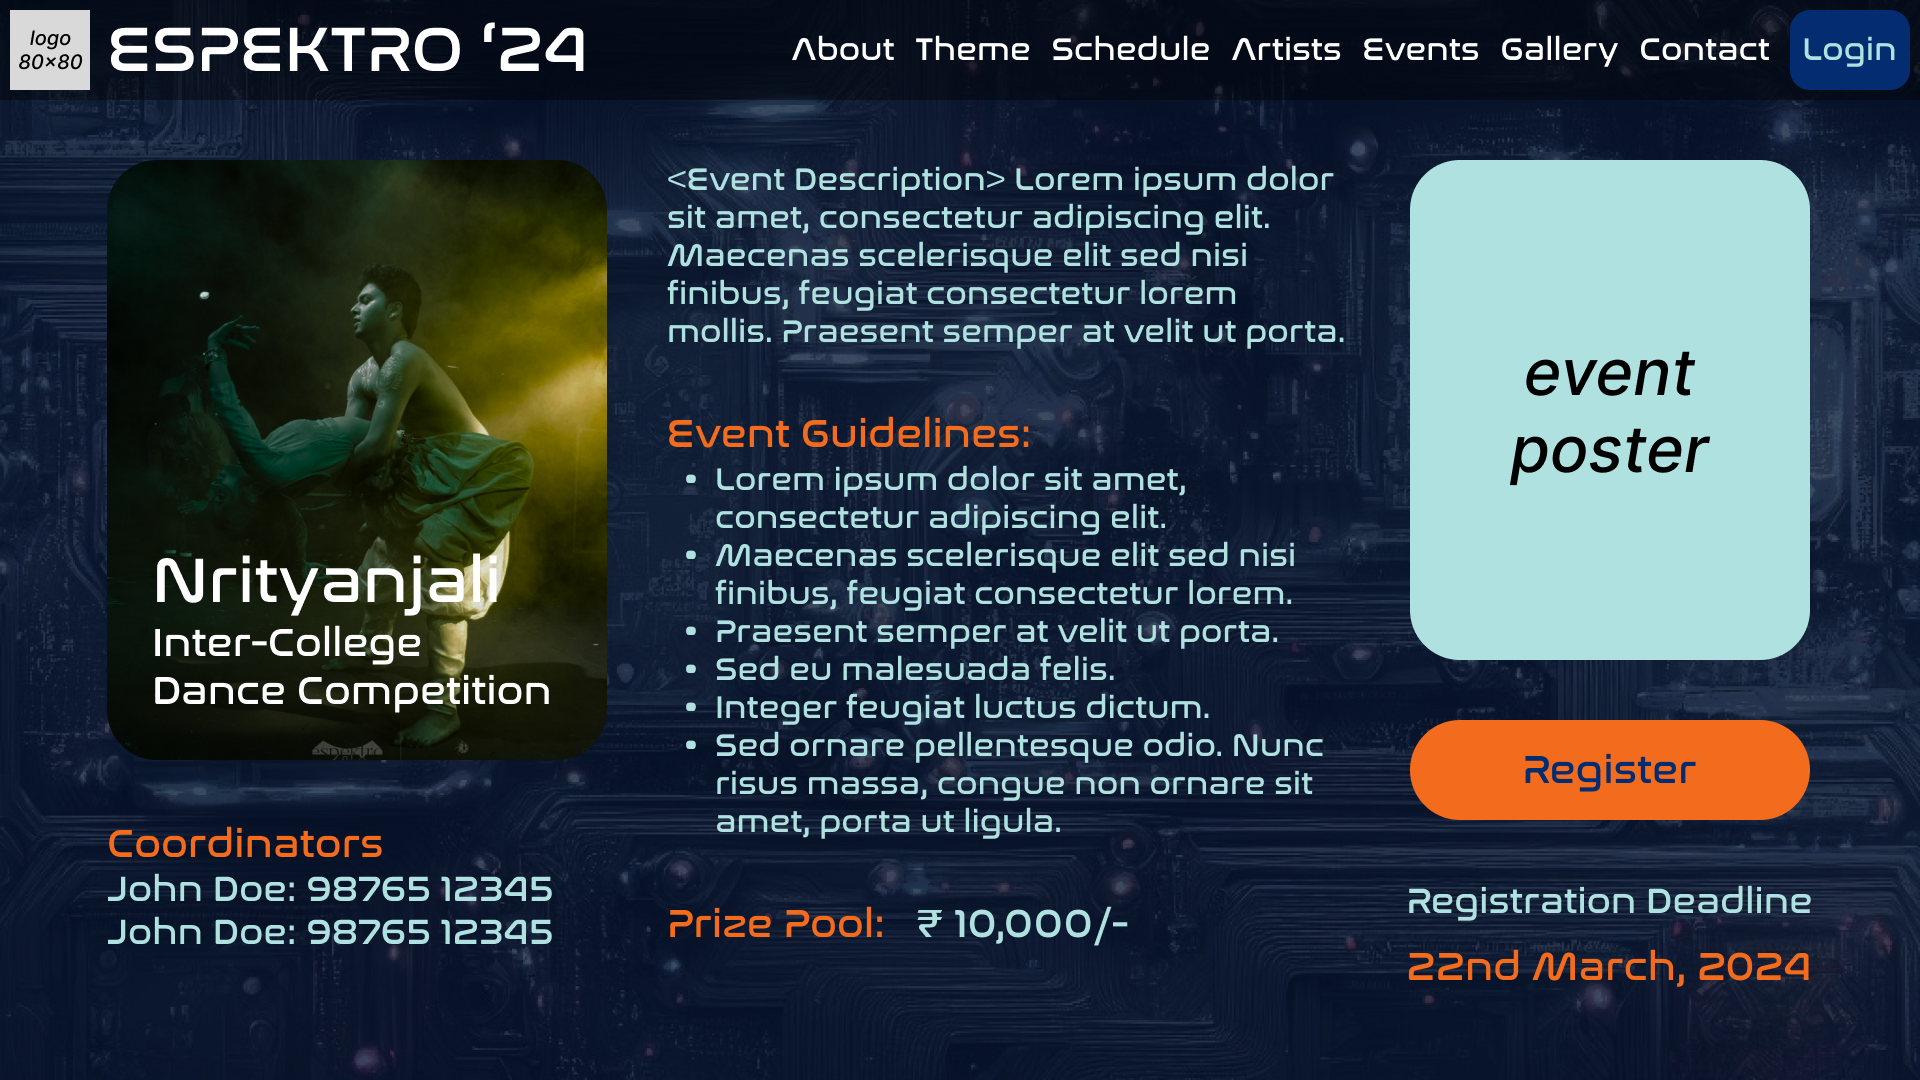 logo
80×80
ESPEKTRO ‘24
About Theme Schedule Artists Events Gallery Contact Login
Nrityanjali
Inter-College
Dance Competition
espektro
Coordinators
John Doe: 98765 12345
John Doe: 98765 12345
<Event Description> Lorem ipsum dolor
sit amet, consectetur adipiscing elit.
Maecenas scelerisque elit sed nisi
finibus, feugiat consectetur lorem
mollis. Praesent semper at velit ut porta.
Event Guidelines:
• Lorem ipsum dolor sit amet,
consectetur adipiscing elit.
• Maecenas scelerisque elit sed nisi
finibus, feugiat consectetur lorem.
• Praesent semper at velit ut porta.
• Sed eu malesuada felis.
• Integer feugiat luctus dictum.
• Sed ornare pellentesque odio. Nunc
risus massa, congue non ornare sit
amet, porta ut ligula.
Prize Pool: ₹ 10,000/-
event
poster
Register
Registration Deadline
22nd March, 2024